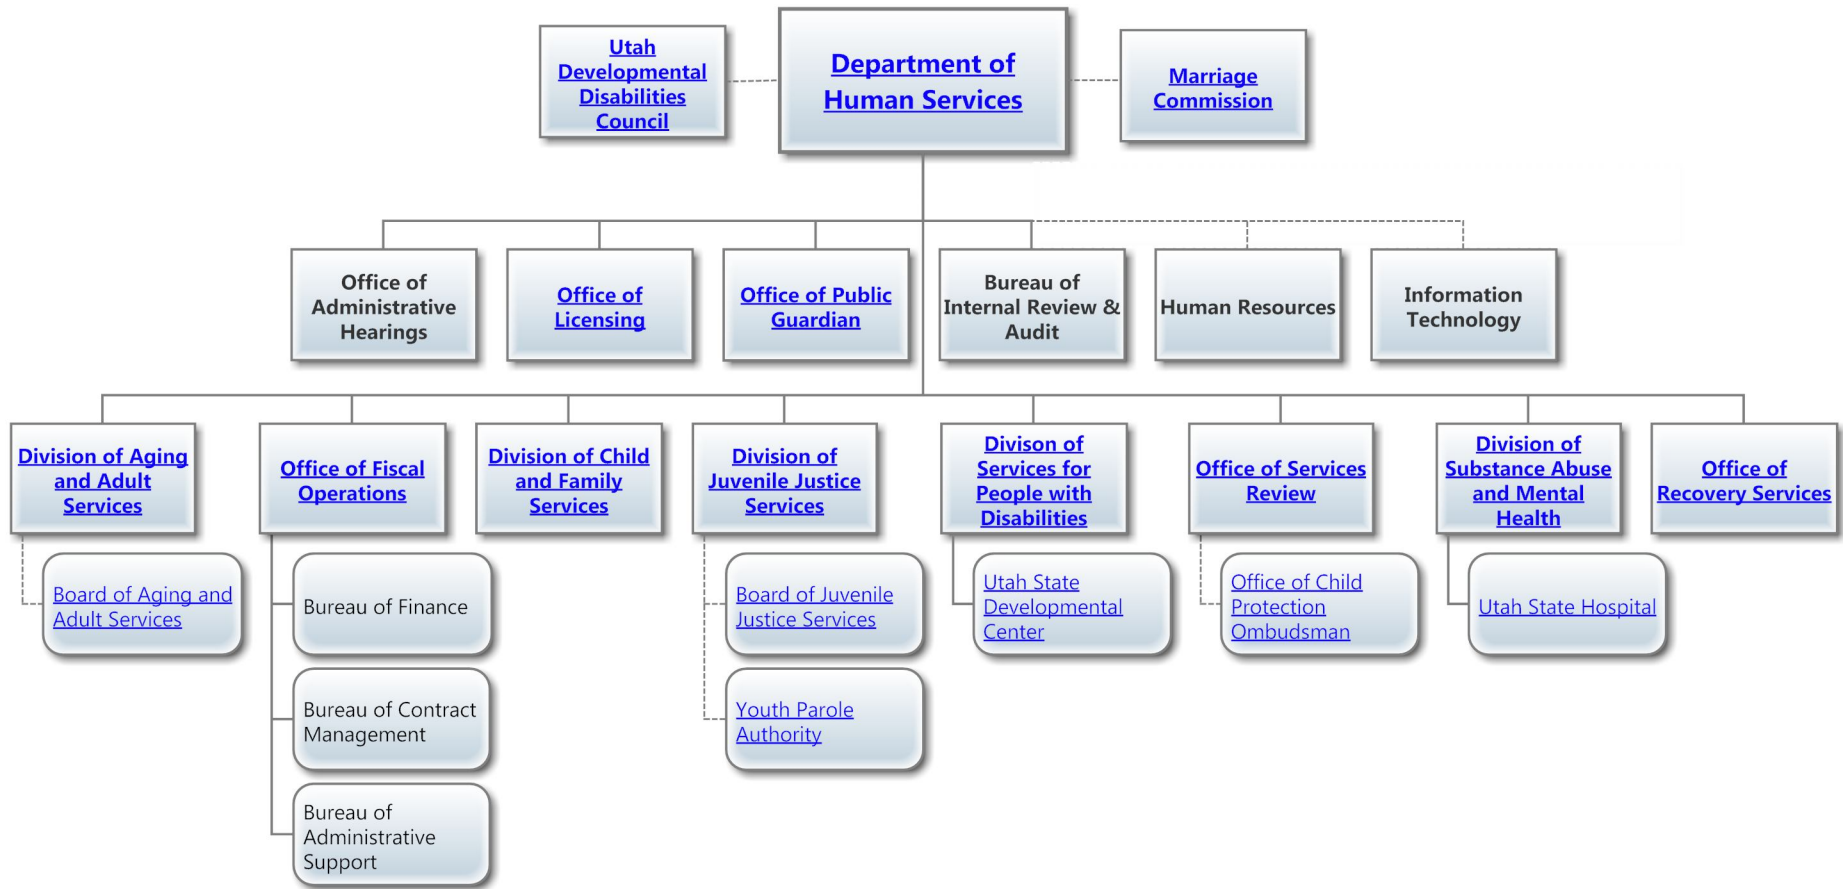 Utah
Developmental
Disabilities
Council
Department of
Human Services
Marriage
Commission
Office of
Administrative
Hearings
Office of
Licensing
Office of Public
Guardian
Bureau of
Internal Review &
Audit
Human Resources
Information
Technology
Division of Aging
and Adult
Services
Office of Fiscal
Operations
Division of Child
and Family
Services
Division of
Juvenile Justice
Services
Divison of
Services for
People with
Disabilities
Office of Services
Review
Division of
Substance Abuse
and Mental
Health
Office of
Recovery Services
Board of Aging and
Adult Services
Bureau of Finance
Board of Juvenile
Justice Services
Utah State
Developmental
Center
Office of Child
Protection
Ombudsman
Utah State Hospital
Bureau of Contract
Management
Youth Parole
Authority
Bureau of
Administrative
Support